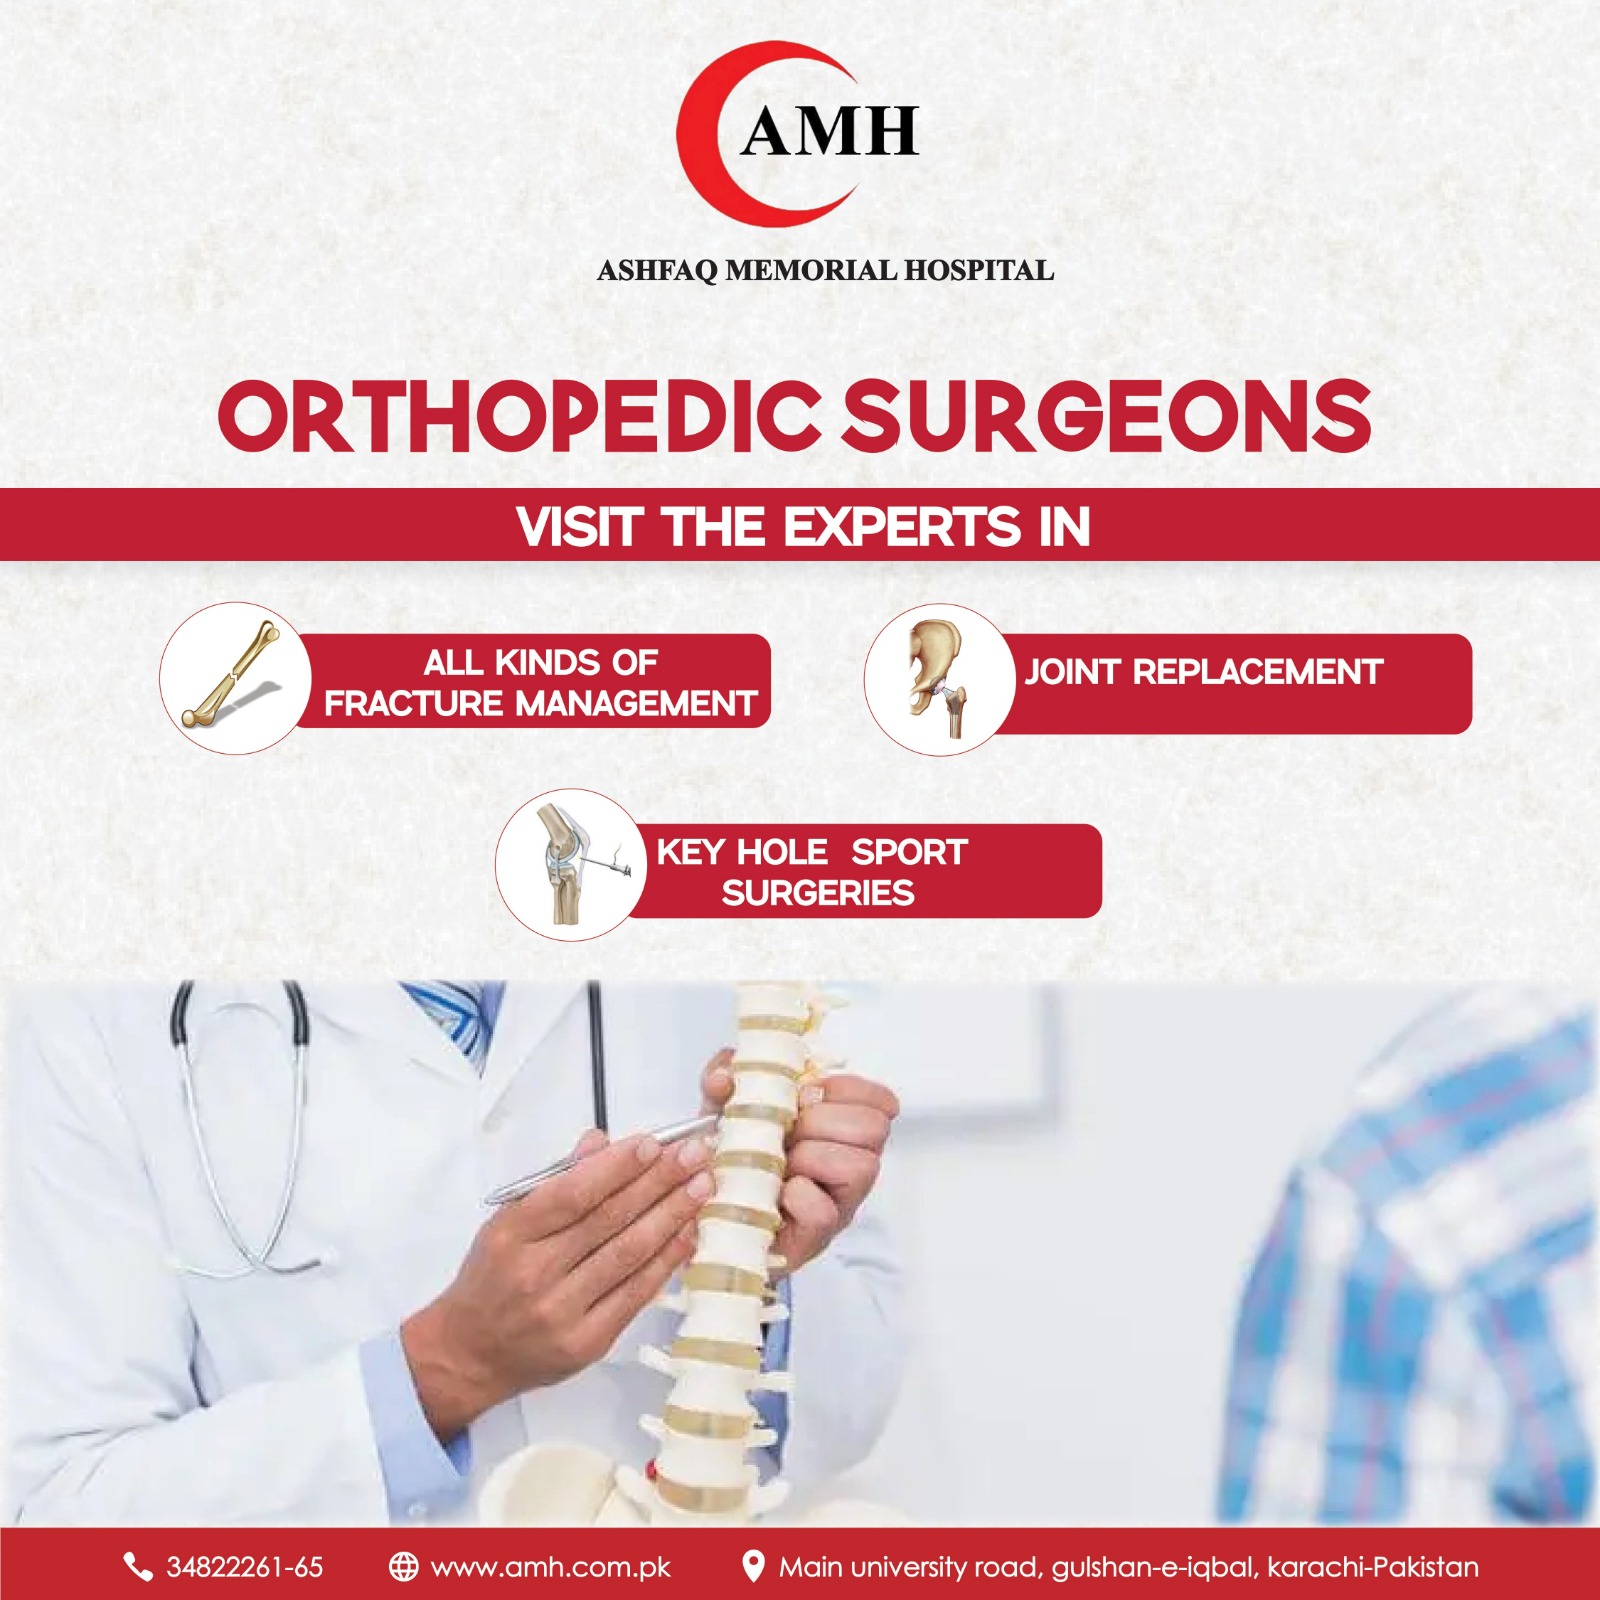 AMH
ASHFAQ MEMORIAL HOSPITAL
ORTHOPEDIC SURGEONS
VISIT THE EXPERTS IN
ALL KINDS OF
FRACTURE MANAGEMENT
JOINT REPLACEMENT
KEY HOLE SPORT
SURGERIES
34822261-65
www.amh.com.pk
Main university road, gulshan-e-iqbal, karachi-Pakistan